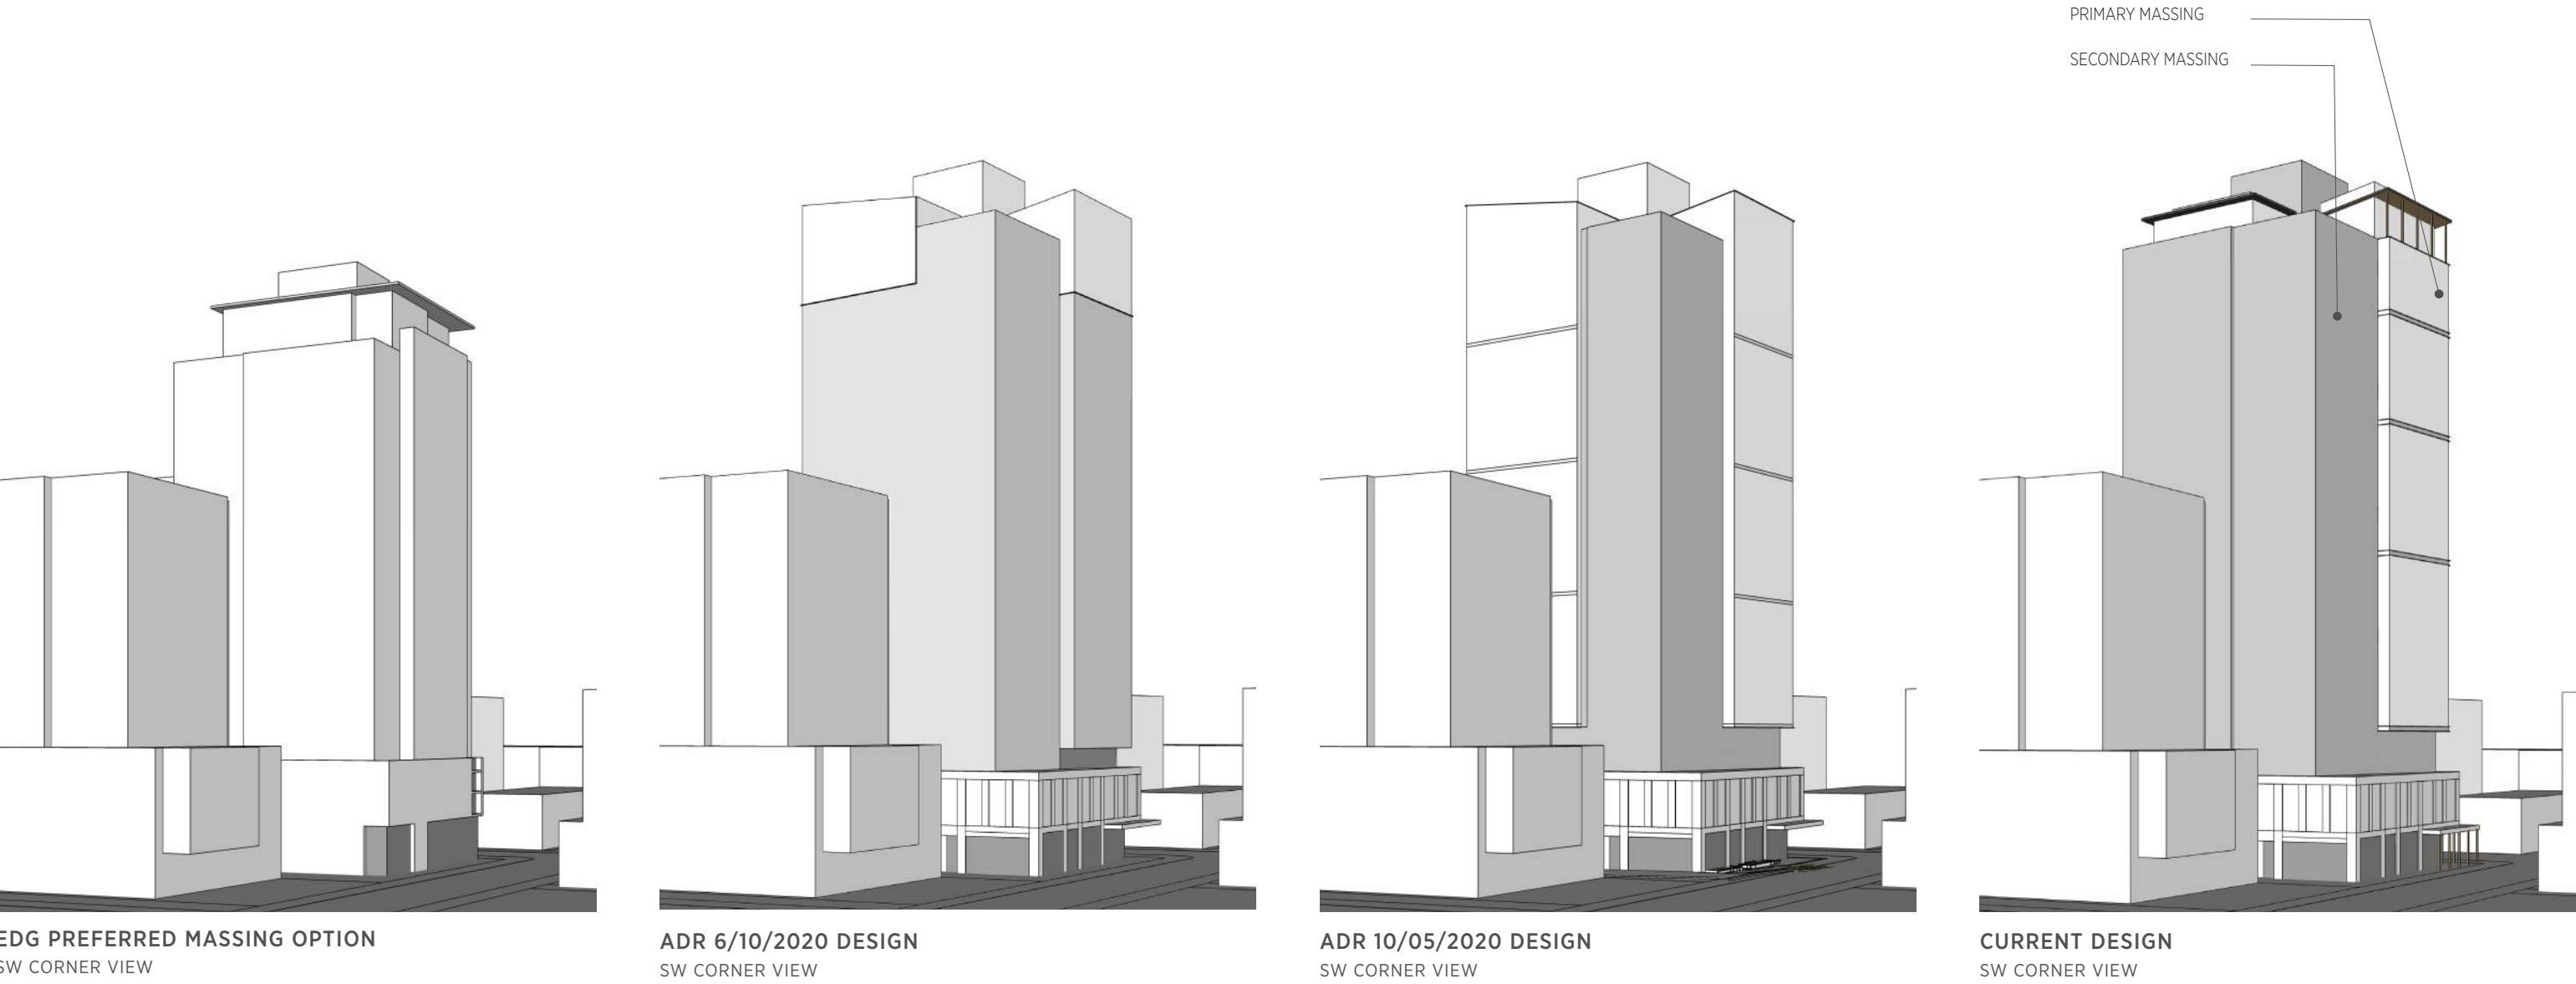 PRIMARY MASSING
SECONDARY MASSING
EDG PREFERRED MASSING OPTION
SW CORNER VIEW
ADR 6/10/2020 DESIGN
SW CORNER VIEW
ADR 10/05/2020 DESIGN
SW CORNER VIEW
CURRENT DESIGN
SW CORNER VIEW